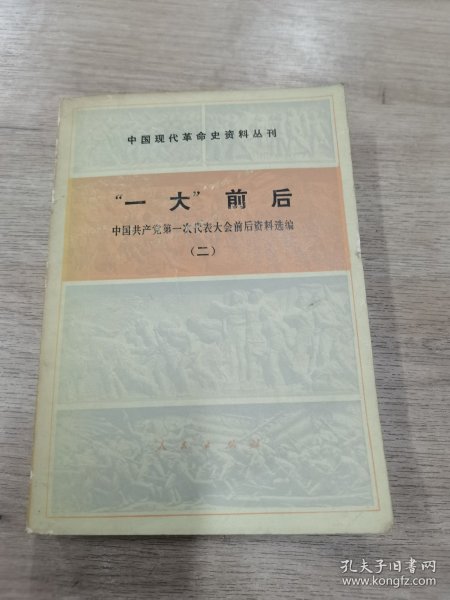 中国现代革命史资料丛刊
“一大”前后
中国共产党第一次代表大会前后资料选编
(二)
人民出版社
孔夫子旧书网
www.kongfz.com